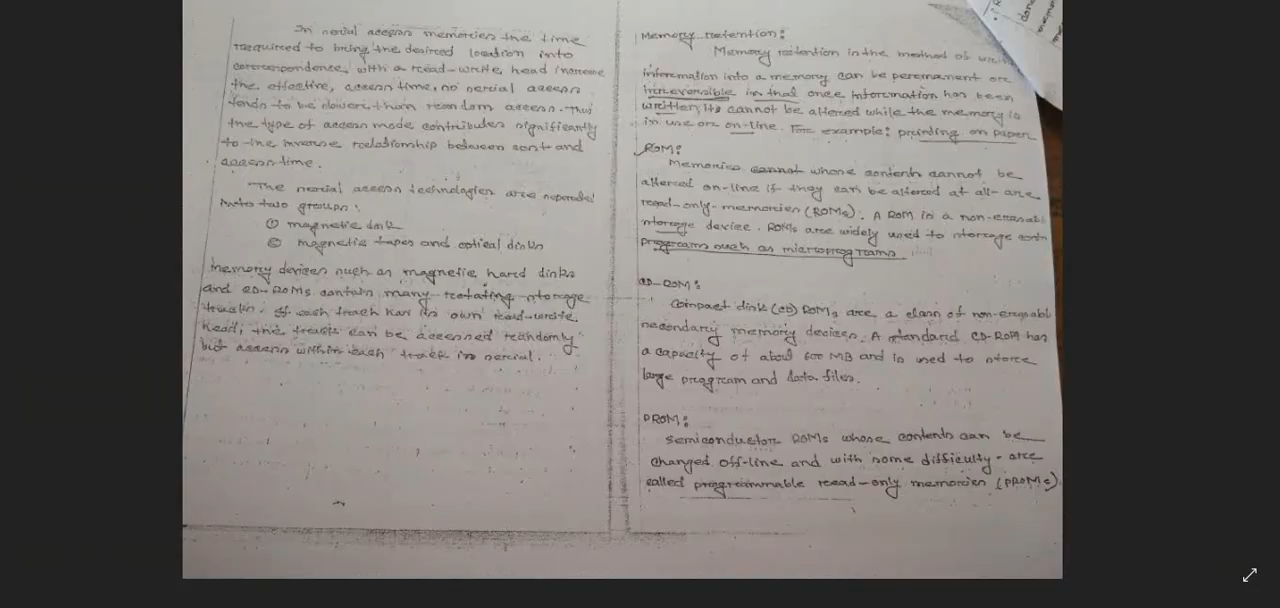 In serial access memories the time
required to bring the desired location into
correspondence with a read-write head increase
the effective, access time, so serial access
tends to be slower than random access. Thus
the type of access mode contributes significantly
to the inverse relationship between cost and
access time.
The serial access technologies are separated
into two groups:
① magnetic disk
② magnetic tapes and optical disks
Memory devices such as magnetic hard disks
and CD-ROMs contain many rotating storage
tracks. If each track has its own read-write
head, the tracks can be accessed randomly
but access within each track is serial.
Memory retention:
Memory retention is the method of
information into a memory can be permanent or
irreversible in that once information has been
written, its cannot be altered while the memory is
in use or on-line. For example: printing on paper
ROM:
Memories cannot whose contents cannot be
altered on-line if they can be altered at all- are
read-only-memories (ROMs). A ROM is a non-erasabl
storage device. ROMs are widely used to storage
programs such as microprograms
CD-ROM:
Compact disk (CD) ROMs are a class of non-erasabl
secondary memory devices. A standard CD-ROM has
a capacity of about 600 MB and is used to store
large program and data files.
PROM:
Semiconductor ROMs whose contents can be
changed off-line and with some difficulty- are
called programmable read-only memories (PROMs)
done